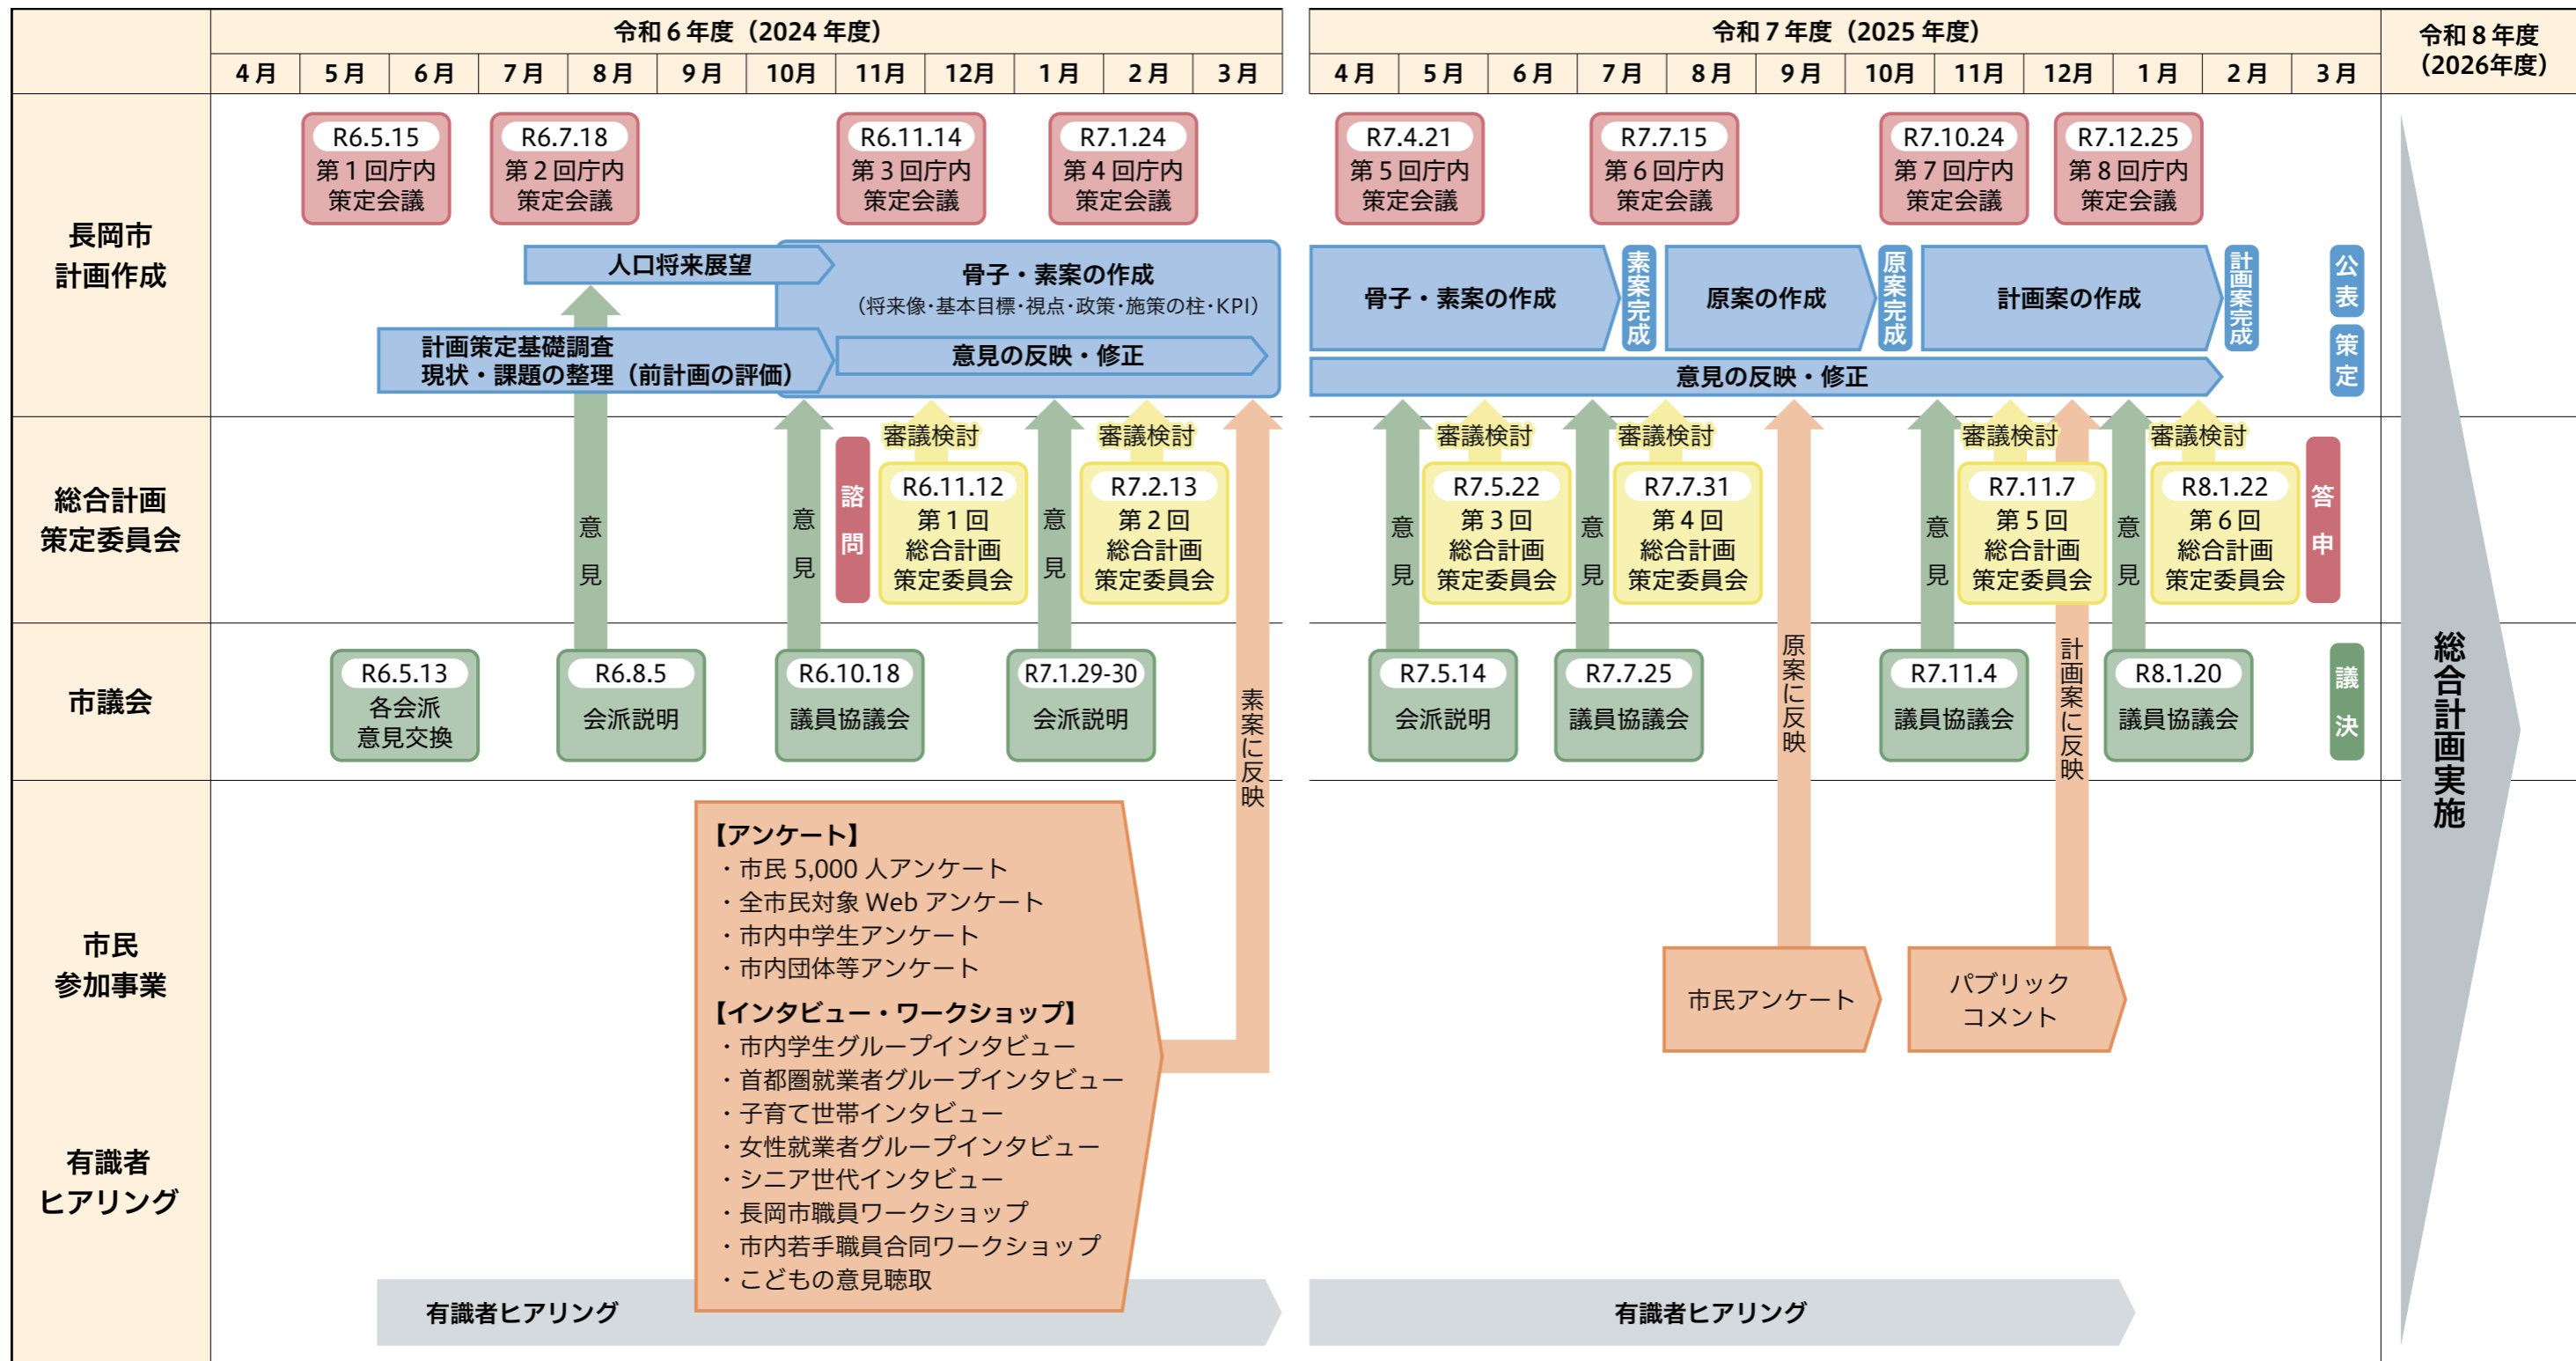 令和６年度（2024 年度）
令和７年度（2025 年度）
令和８年度
（2026年度）
4 月
5 月
6 月
7 月
8 月
9 月
10月
11月
12月
1 月
2 月
3 月
4 月
5 月
6 月
7 月
8 月
9 月
10月
11月
12月
1 月
2 月
3 月
長岡市
計画作成
R6.5.15
第１回庁内
策定会議
R6.7.18
第２回庁内
策定会議
R6.11.14
第３回庁内
策定会議
R7.1.24
第４回庁内
策定会議
R7.4.21
第５回庁内
策定会議
R7.7.15
第６回庁内
策定会議
R7.10.24
第７回庁内
策定会議
R7.12.25
第８回庁内
策定会議
人口将来展望
骨子・素案の作成
（将来像・基本目標・視点・政策・施策の柱・KPI）
計画策定基礎調査
現状・課題の整理（前計画の評価）
意見の反映・修正
骨子・素案の作成
素案完成
原案の作成
原案完成
計画案の作成
計画案完成
意見の反映・修正
公表
策定
総合計画
策定委員会
意見
意見
諮問
審議検討
R6.11.12
第１回
総合計画
策定委員会
意見
審議検討
R7.2.13
第２回
総合計画
策定委員会
意見
審議検討
R7.5.22
第３回
総合計画
策定委員会
意見
審議検討
R7.7.31
第４回
総合計画
策定委員会
意見
審議検討
R7.11.7
第５回
総合計画
策定委員会
意見
審議検討
R8.1.22
第６回
総合計画
策定委員会
答申
市議会
R6.5.13
各会派
意見交換
R6.8.5
会派説明
R6.10.18
議員協議会
R7.1.29-30
会派説明
素案に反映
R7.5.14
会派説明
R7.7.25
議員協議会
原案に反映
R7.11.4
議員協議会
計画案に反映
R8.1.20
議員協議会
議決
総合計画実施
市民
参加事業
【アンケート】
・市民 5,000 人アンケート
・全市民対象 Web アンケート
・市内中学生アンケート
・市内団体等アンケート
【インタビュー・ワークショップ】
・市内学生グループインタビュー
・首都圏就業者グループインタビュー
・子育て世帯インタビュー
・女性就業者グループインタビュー
・シニア世代インタビュー
・長岡市職員ワークショップ
・市内若手職員合同ワークショップ
・こどもの意見聴取
市民アンケート
パブリック
コメント
有識者
ヒアリング
有識者ヒアリング
有識者ヒアリング